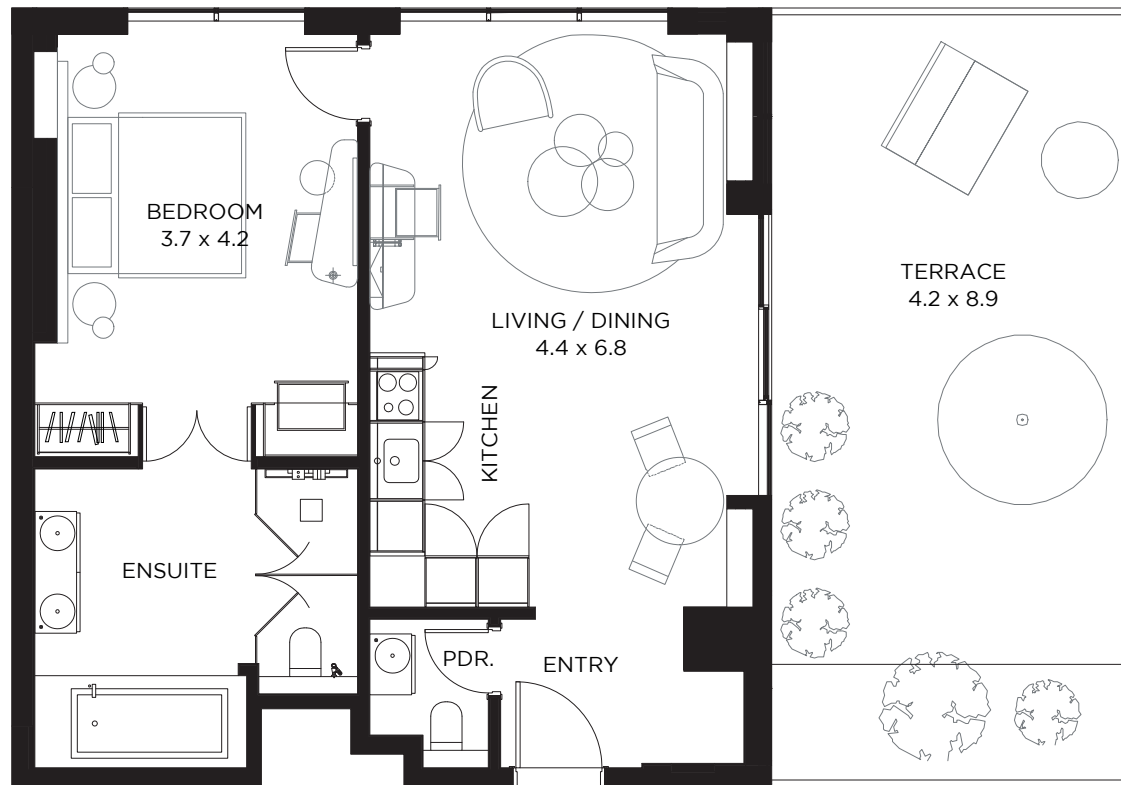 BEDROOM
3.7 x 4.2
LIVING / DINING
4.4 x 6.8
TERRACE
4.2 x 8.9
KITCHEN
ENSUITE
PDR.
ENTRY